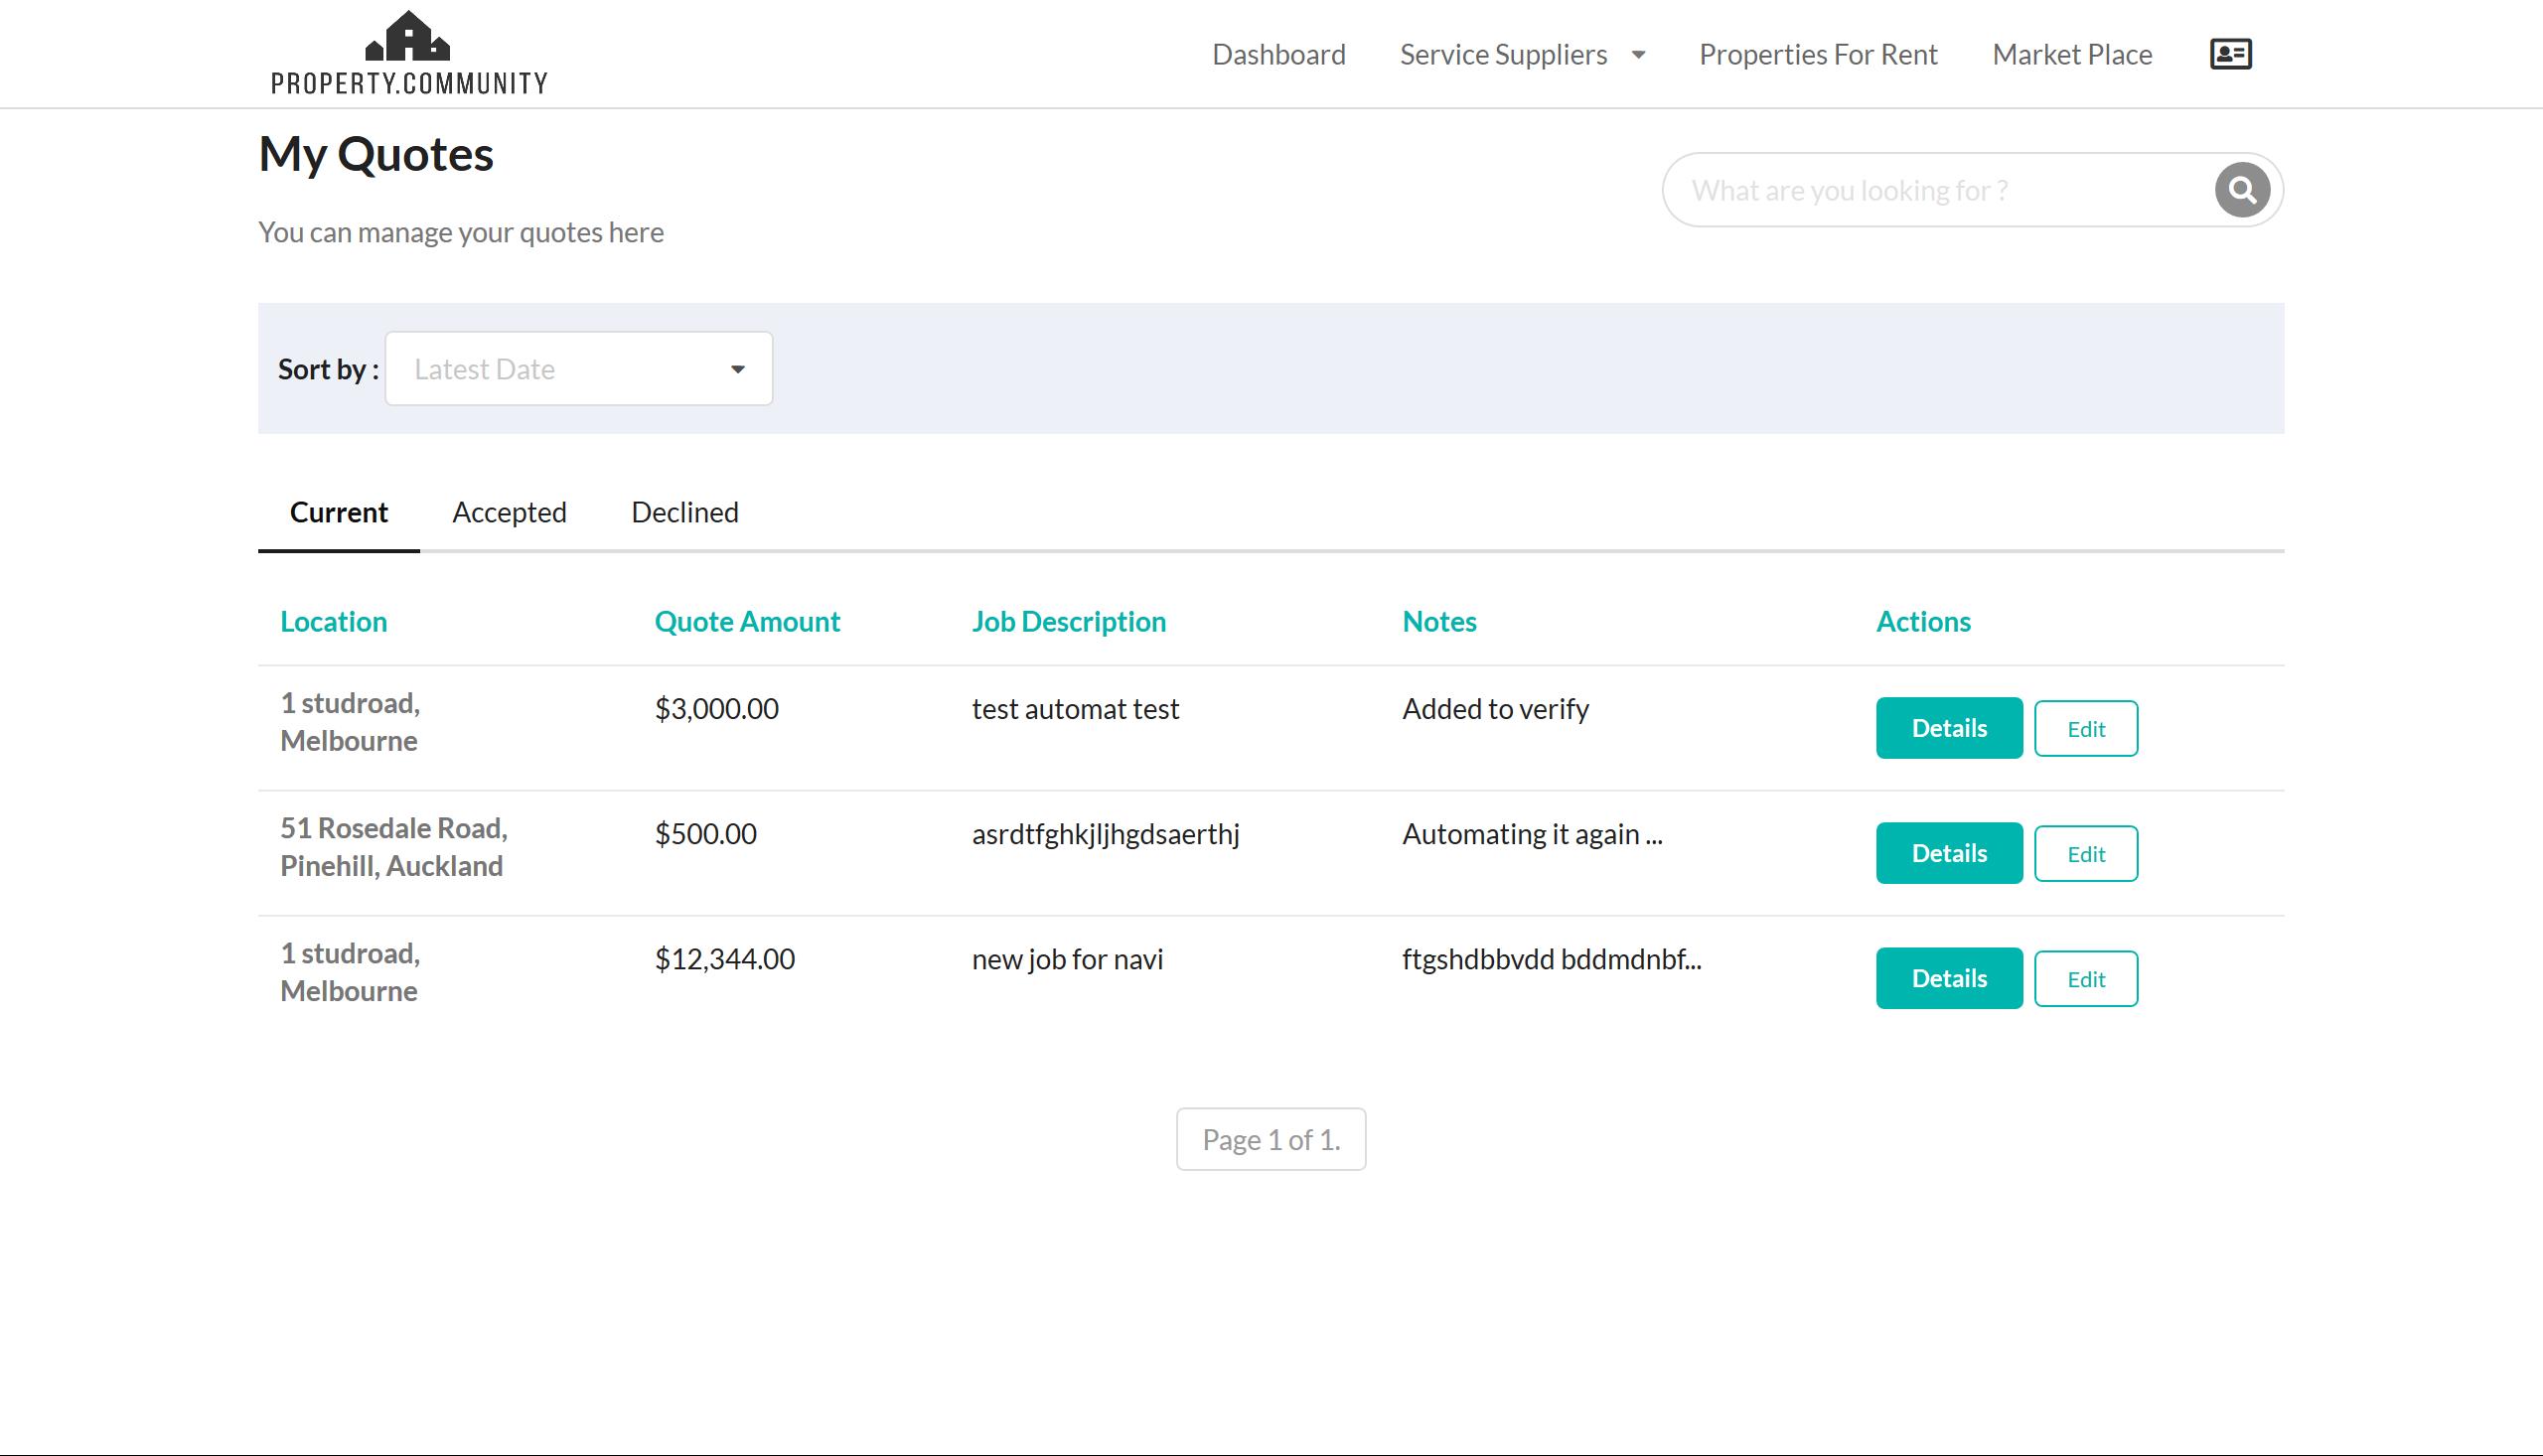 PROPERTY.COMMUNITY
Dashboard Service Suppliers Properties For Rent Market Place
My Quotes
What are you looking for ?
You can manage your quotes here
Sort by : Latest Date
Current Accepted Declined
Location Quote Amount Job Description Notes Actions
1 studroad,
Melbourne
$3,000.00 test automat test Added to verify Details Edit
51 Rosedale Road,
Pinehill, Auckland
$500.00 asrdtfghkjljhgdsaerthj Automating it again ... Details Edit
1 studroad,
Melbourne
$12,344.00 new job for navi ftgshdbbvdd bddmdnbf... Details Edit
Page 1 of 1.